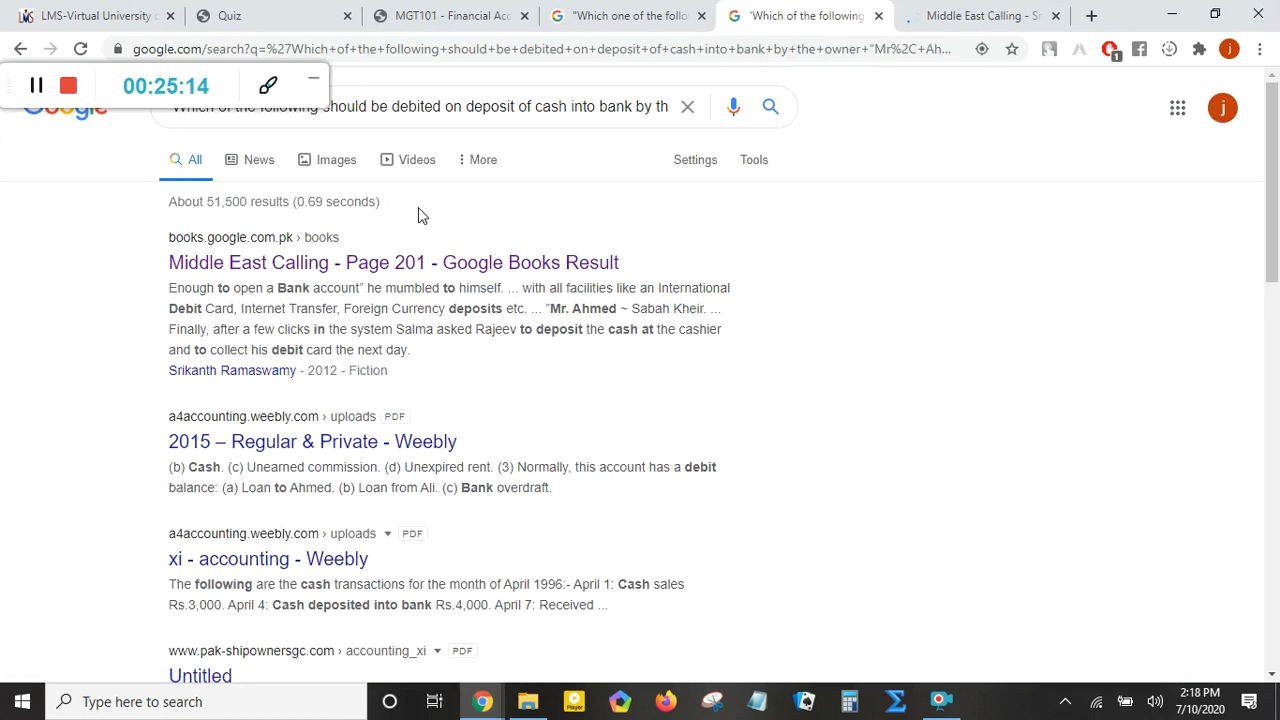 LMS-Virtual University o
Quiz
MGT101 - Financial Acc
"Which one of the follo
'Which of the following
Middle East Calling - Sr
google.com/search?q=%27Which+of+the+following+should+be+debited+on+deposit+of+cash+into+bank+by+the+owner+"Mr%2C+Ah...
1
j
00:25:14
Google
Which of the following should be debited on deposit of cash into bank by th
j
All
News
Images
Videos
More
Settings
Tools
About 51,500 results (0.69 seconds)
books.google.com.pk › books
Middle East Calling - Page 201 - Google Books Result
Enough to open a Bank account" he mumbled to himself. ... with all facilities like an International
Debit Card, Internet Transfer, Foreign Currency deposits etc. ... "Mr. Ahmed ~ Sabah Kheir. ...
Finally, after a few clicks in the system Salma asked Rajeev to deposit the cash at the cashier
and to collect his debit card the next day.
Srikanth Ramaswamy - 2012 - Fiction
a4accounting.weebly.com › uploads PDF
2015 – Regular & Private - Weebly
(b) Cash. (c) Unearned commission. (d) Unexpired rent. (3) Normally, this account has a debit
balance: (a) Loan to Ahmed. (b) Loan from Ali. (c) Bank overdraft.
a4accounting.weebly.com › uploads PDF
xi - accounting - Weebly
The following are the cash transactions for the month of April 1996:- April 1: Cash sales
Rs.3,000. April 4: Cash deposited into bank Rs.4,000. April 7: Received ...
www.pak-shipownersgc.com › accounting_xi PDF
Untitled
Type here to search
Player
2:18 PM
7/10/2020